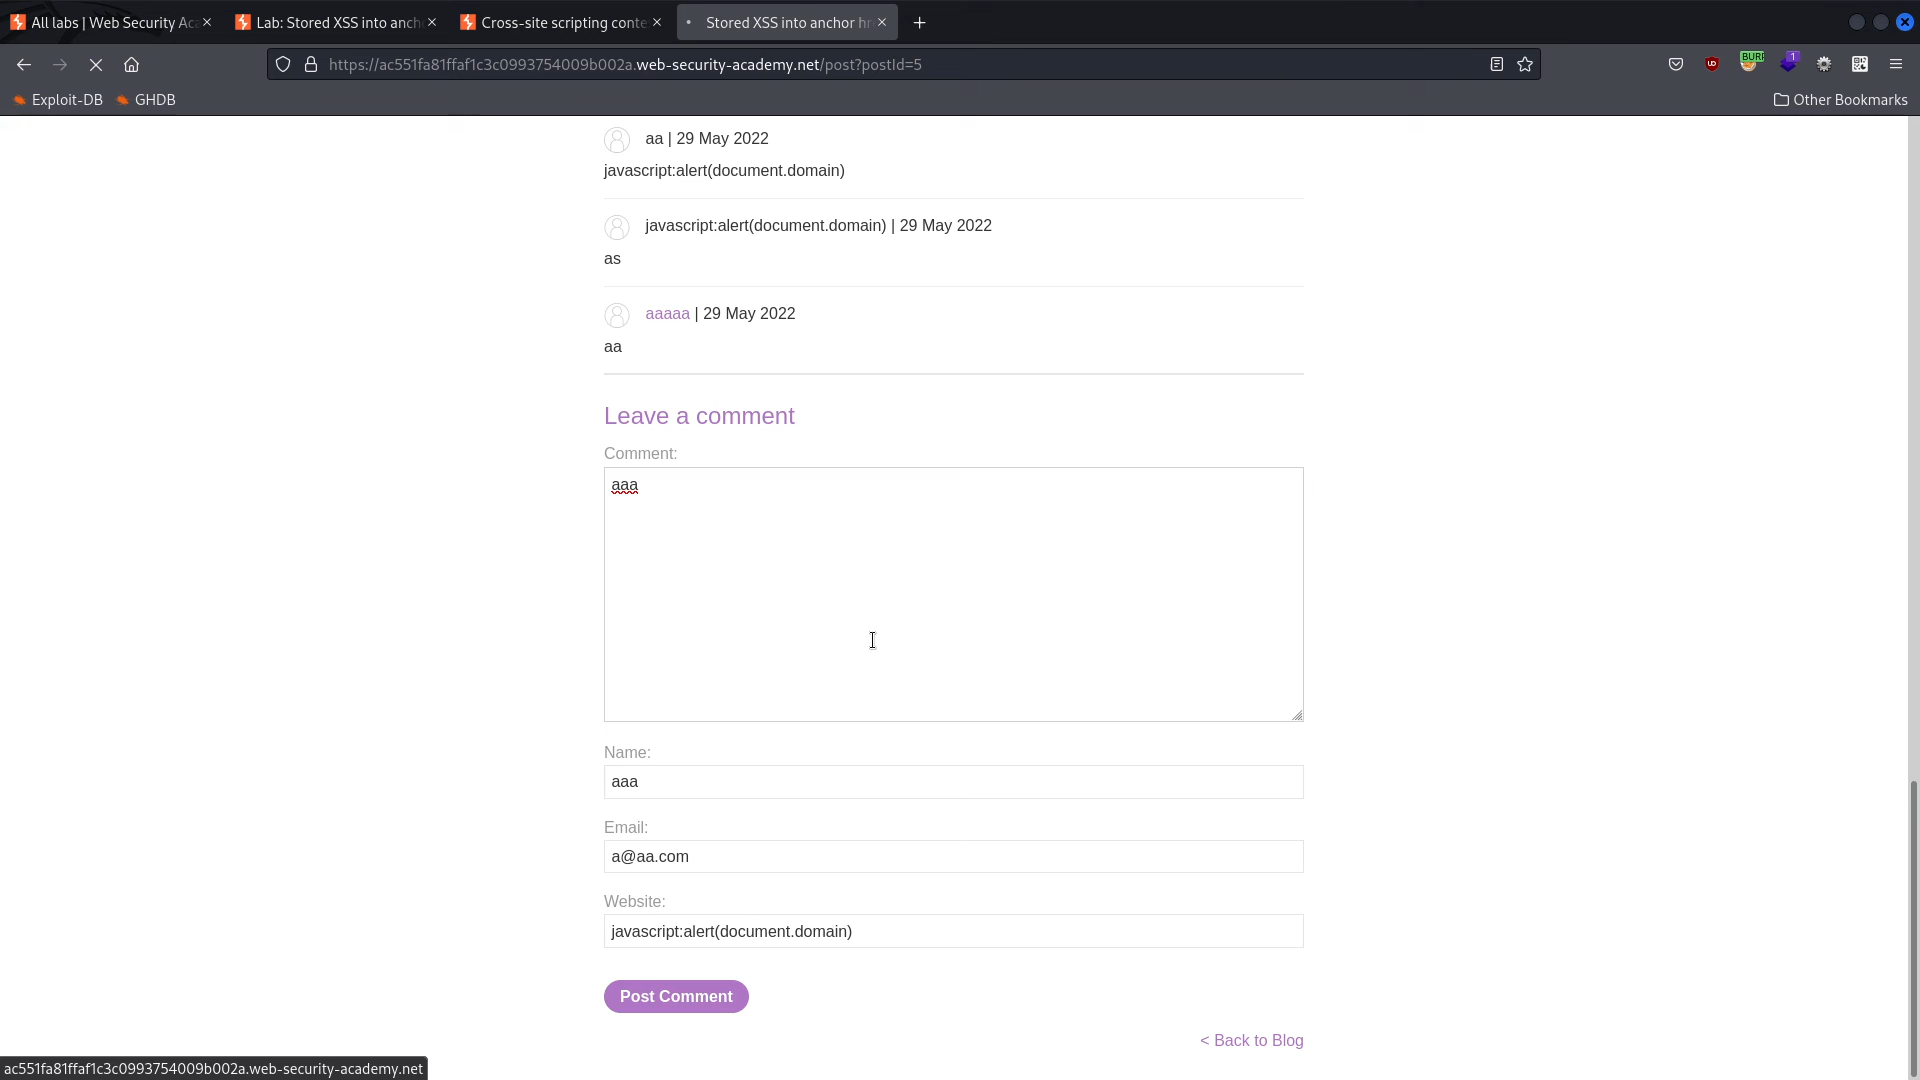 All labs | Web Security Ac
Lab: Stored XSS into anch
Cross-site scripting conte
Stored XSS into anchor h
https://ac551fa81ffaf1c3c0993754009b002a.web-security-academy.net/post?postId=5
BURP
1
Exploit-DB
GHDB
Other Bookmarks
aa | 29 May 2022
javascript:alert(document.domain)
javascript:alert(document.domain) | 29 May 2022
as
aaaaa | 29 May 2022
aa
Leave a comment
Comment:
aaa
Name:
aaa
Email:
a@aa.com
Website:
javascript:alert(document.domain)
Post Comment
< Back to Blog
ac551fa81ffaf1c3c0993754009b002a.web-security-academy.net